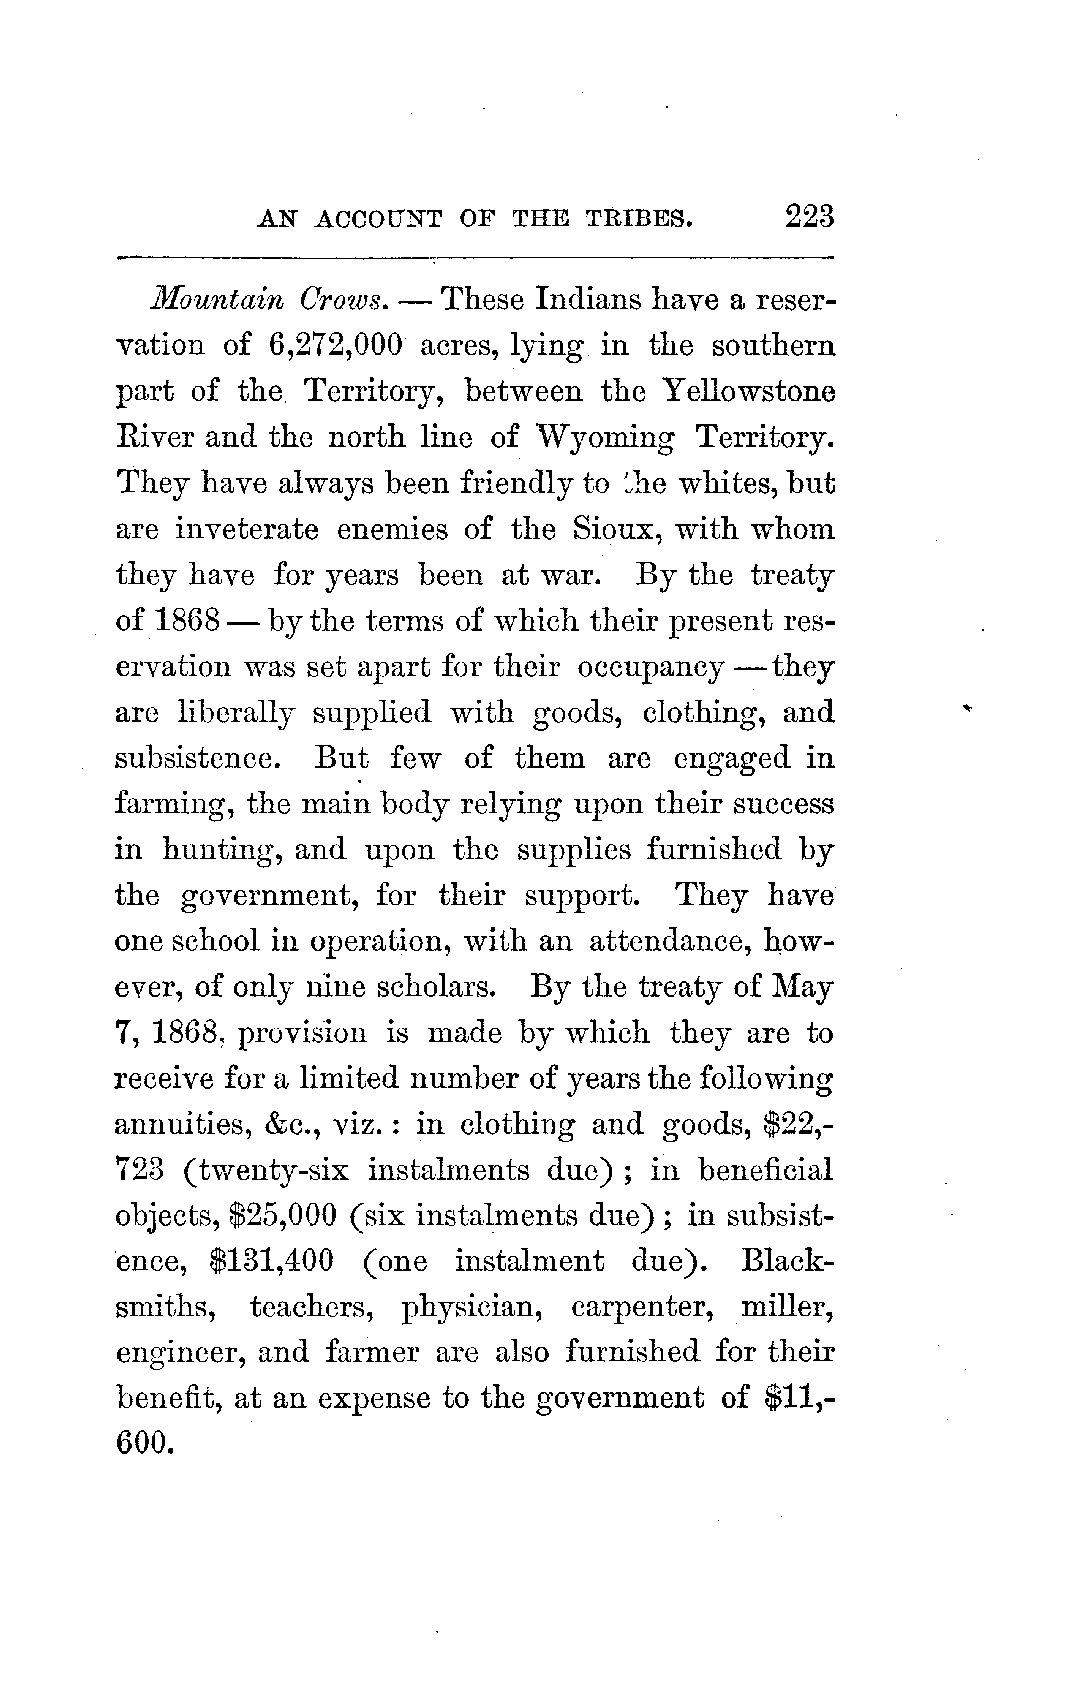 AN ACCOUNT OF THE TRIBES. 223
Mountain Crows. — These Indians have a reser-
vation of 6,272,000 acres, lying in the southern
part of the Territory, between the Yellowstone
River and the north line of Wyoming Territory.
They have always been friendly to the whites, but
are inveterate enemies of the Sioux, with whom
they have for years been at war. By the treaty
of 1868 — by the terms of which their present res-
ervation was set apart for their occupancy — they
are liberally supplied with goods, clothing, and
subsistence. But few of them are engaged in
farming, the main body relying upon their success
in hunting, and upon the supplies furnished by
the government, for their support. They have
one school in operation, with an attendance, how-
ever, of only nine scholars. By the treaty of May
7, 1868, provision is made by which they are to
receive for a limited number of years the following
annuities, &c., viz. : in clothing and goods, $22,-
723 (twenty-six instalments due) ; in beneficial
objects, $25,000 (six instalments due) ; in subsist-
ence, $131,400 (one instalment due). Black-
smiths, teachers, physician, carpenter, miller,
engineer, and farmer are also furnished for their
benefit, at an expense to the government of $11,-
600.